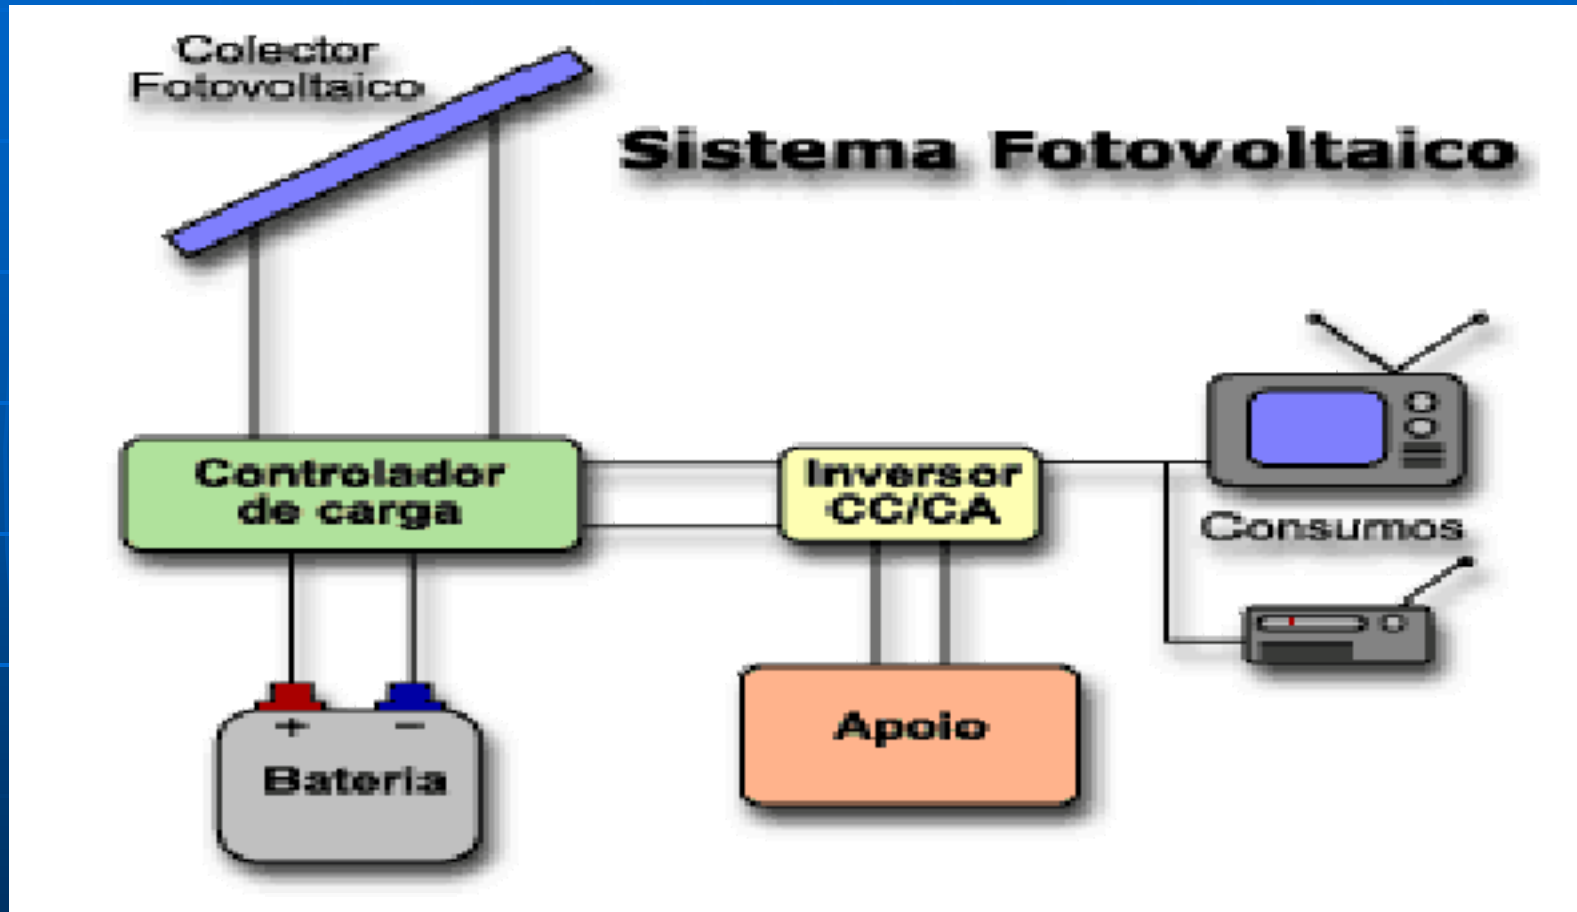 Colector
Fotovoltaico
Sistema Fotovoltaico
Controlador
de carga
Inversor
CC/CA
Consumos
+ −
Bateria
Apoio